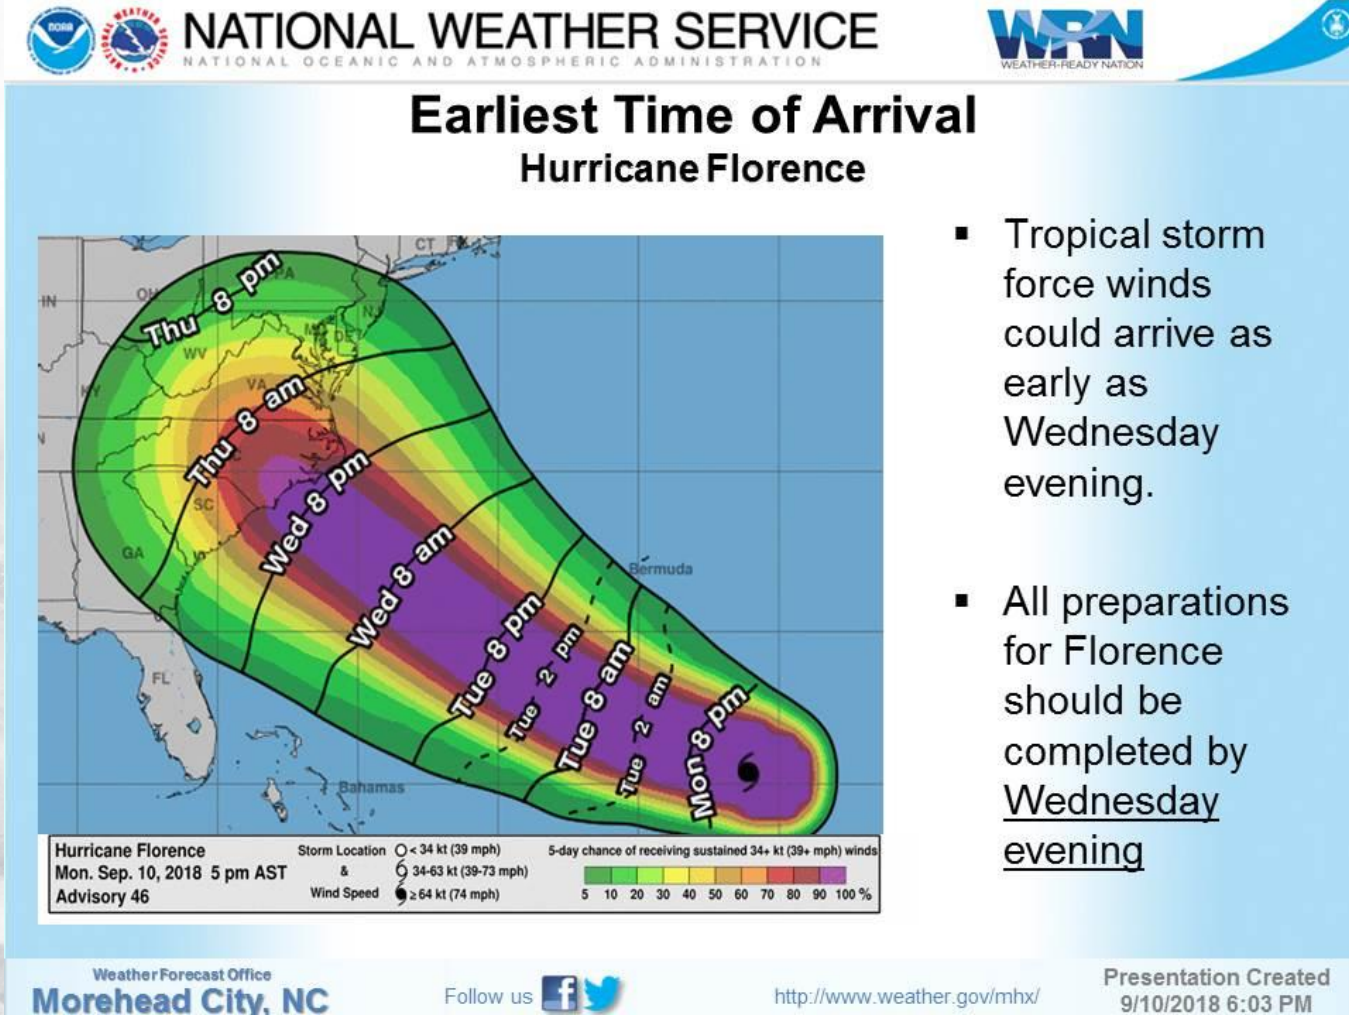 NATIONAL WEATHER SERVICE
NATIONAL OCEANIC AND ATMOSPHERIC ADMINISTRATION
NOAA
WRN
WEATHER-READY NATION
Earliest Time of Arrival
Hurricane Florence
CT
Thu 8 pm
PA
OH
IN
NJ
DE
WV
KY
VA
Thu 8 am
Wed 8 pm
SC
GA
Wed 8 am
Bermuda
Tue 8 pm
Tue 2 pm
Tue 8 am
Tue 2 am
Mon 8 pm
FL
Bahamas
Hurricane Florence
Mon. Sep. 10, 2018 5 pm AST
Advisory 46
Storm Location
&
Wind Speed
< 34 kt (39 mph)
34-63 kt (39-73 mph)
≥ 64 kt (74 mph)
5-day chance of receiving sustained 34+ kt (39+ mph) winds
5 10 20 30 40 50 60 70 80 90 100 %
▪ Tropical storm
force winds
could arrive as
early as
Wednesday
evening.
▪ All preparations
for Florence
should be
completed by
Wednesday
evening
Weather Forecast Office
Morehead City, NC
Follow us
http://www.weather.gov/mhx/
Presentation Created
9/10/2018 6:03 PM